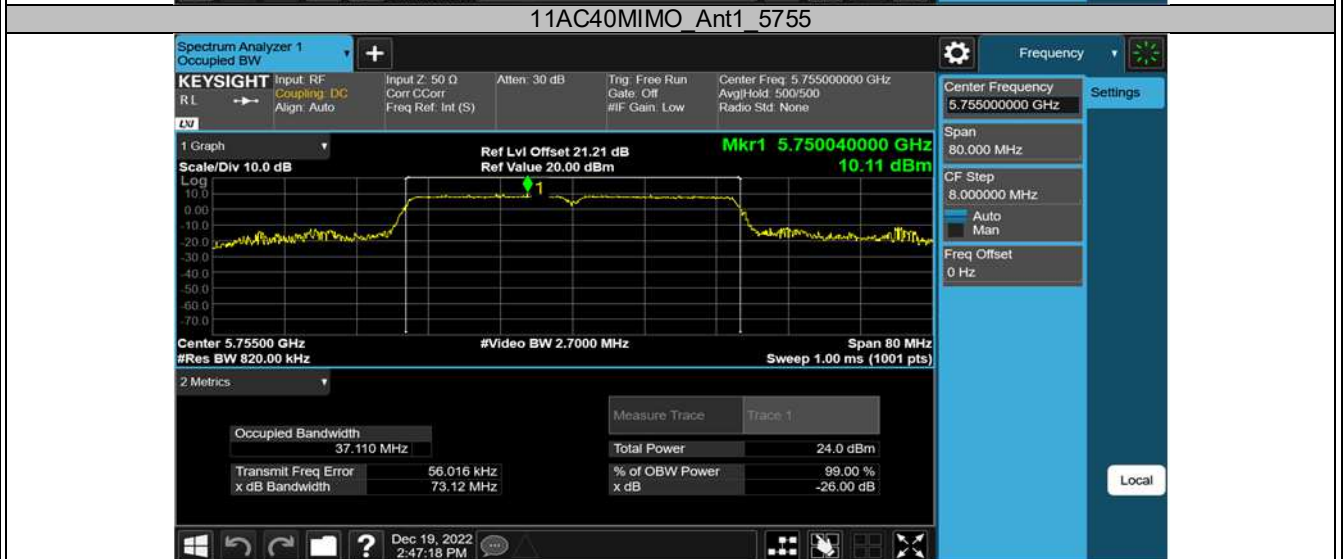 11AC40MIMO_Ant1_5755
Spectrum Analyzer 1
Occupied BW
+
Frequency
KEYSIGHT
RL
LXI
Input: RF
Coupling: DC
Align: Auto
Input Z: 50 Ω
Corr CCorr
Freq Ref: Int (S)
Atten: 30 dB
Trig: Free Run
Gate: Off
#IF Gain: Low
Center Freq: 5.755000000 GHz
Avg|Hold: 500/500
Radio Std: None
Center Frequency
5.755000000 GHz
Settings
Span
80.000 MHz
CF Step
8.000000 MHz
Auto
Man
Freq Offset
0 Hz
1 Graph
Scale/Div 10.0 dB
Ref Lvl Offset 21.21 dB
Ref Value 20.00 dBm
Mkr1 5.750040000 GHz
10.11 dBm
Log
10.0
0.00
-10.0
-20.0
-30.0
-40.0
-50.0
-60.0
-70.0
1
Center 5.75500 GHz
#Res BW 820.00 kHz
#Video BW 2.7000 MHz
Span 80 MHz
Sweep 1.00 ms (1001 pts)
2 Metrics
Measure Trace Trace 1
Occupied Bandwidth
37.110 MHz
Total Power 24.0 dBm
Transmit Freq Error 56.016 kHz
% of OBW Power 99.00 %
x dB Bandwidth 73.12 MHz
x dB -26.00 dB
Local
?
Dec 19, 2022
2:47:18 PM